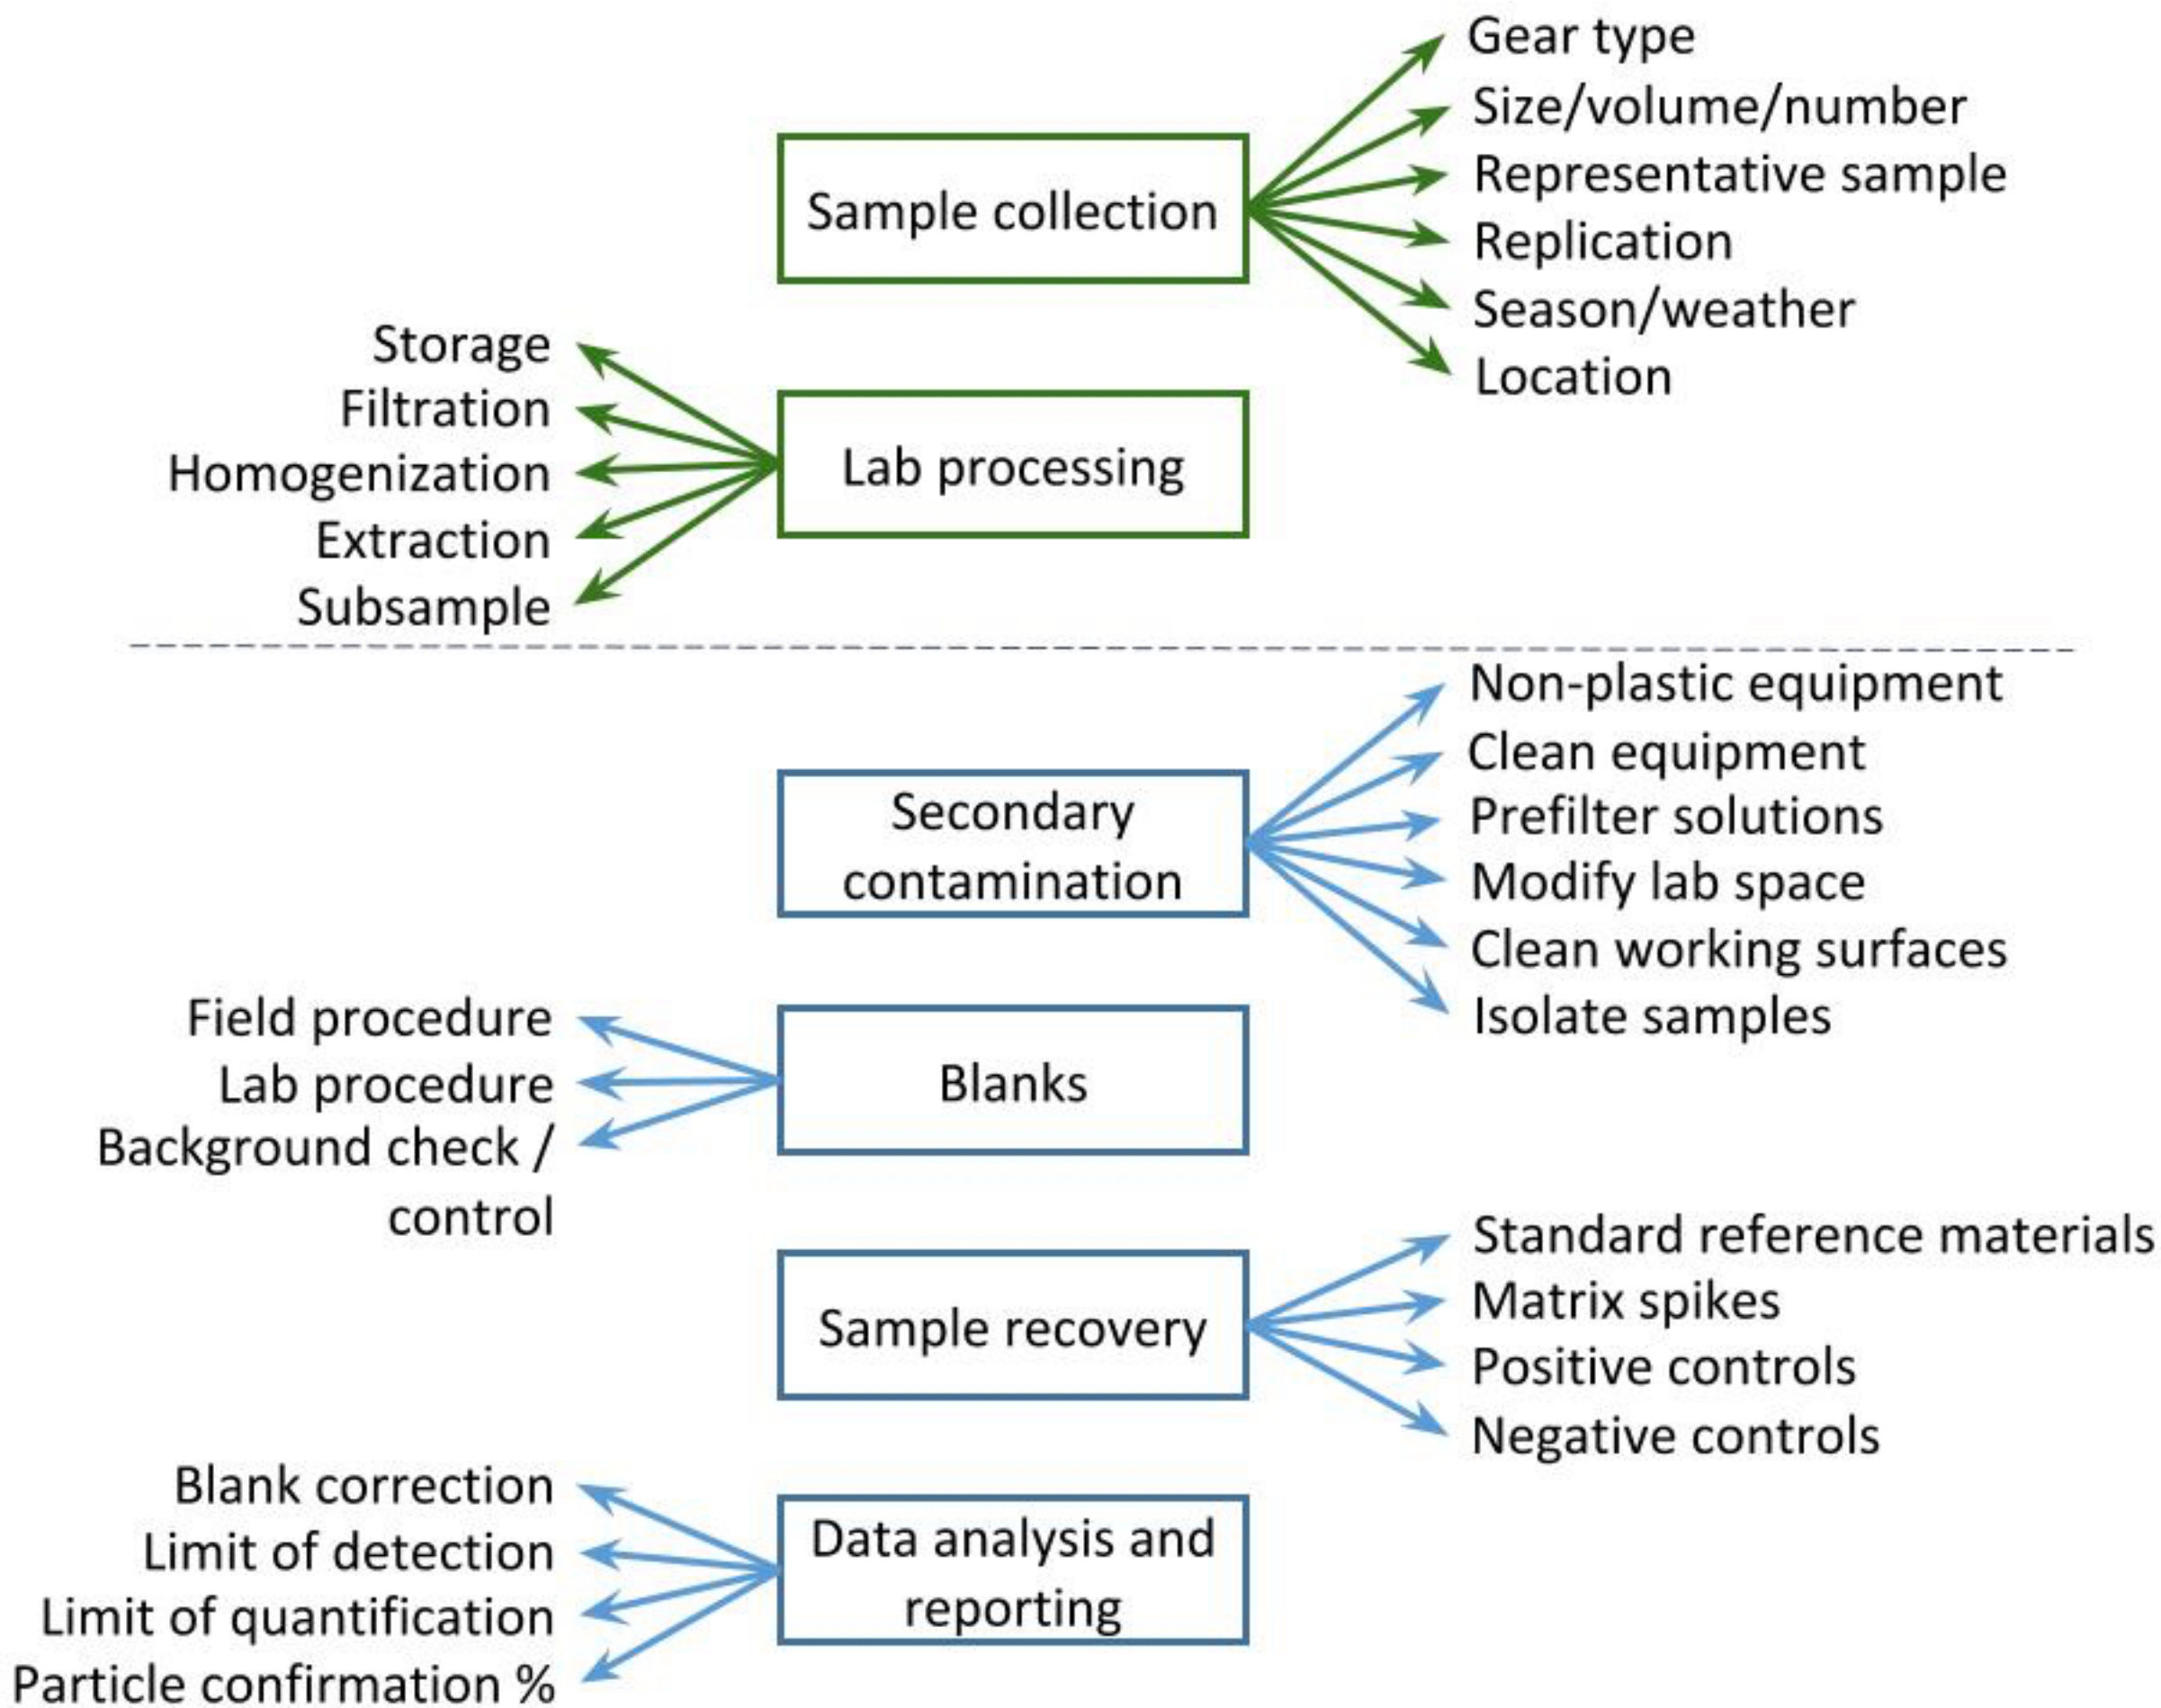 Sample collection
Gear type
Size/volume/number
Representative sample
Replication
Season/weather
Location
Lab processing
Storage
Filtration
Homogenization
Extraction
Subsample
Secondary
contamination
Non-plastic equipment
Clean equipment
Prefilter solutions
Modify lab space
Clean working surfaces
Isolate samples
Blanks
Field procedure
Lab procedure
Background check /
control
Sample recovery
Standard reference materials
Matrix spikes
Positive controls
Negative controls
Data analysis and
reporting
Blank correction
Limit of detection
Limit of quantification
Particle confirmation %